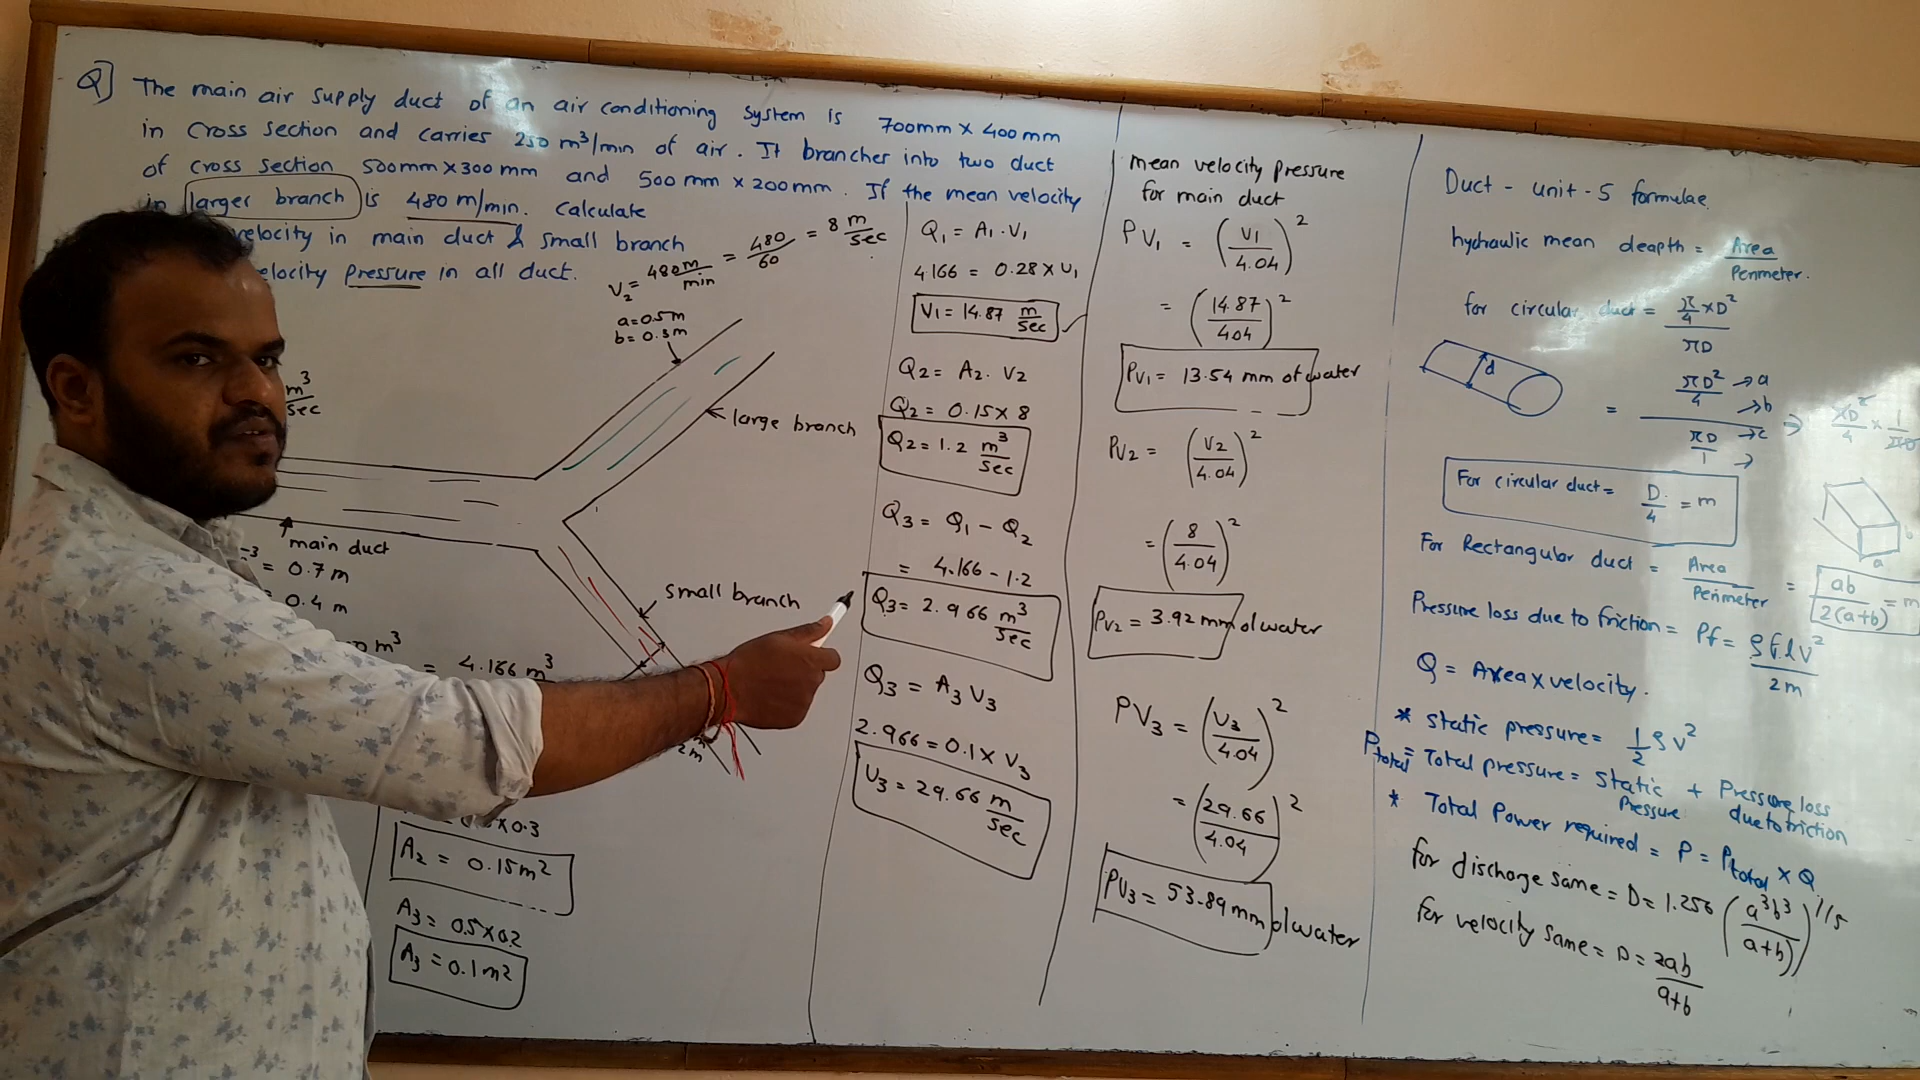 Q] The main air supply duct of an air conditioning system is 700mm × 400 mm
in cross section and carries 250 m³/min of air. It branches into two duct
of cross section 500mm × 300 mm and 500 mm × 200mm. If the mean velocity
in larger branch is 480 m/min. Calculate
velocity in main duct & small branch
velocity pressure in all duct.
V₂ = 480 m/min = 480/60 = 8 m/sec
a = 0.5 m
b = 0.3 m
m³/sec
large branch
main duct
= 0.7 m
0.4 m
small branch
m³ = 4.166 m³
×0.3
A₂ = 0.15 m²
A₃ = 0.5 × 0.2
A₃ = 0.1 m²
Q₁ = A₁ · V₁
4.166 = 0.28 × V₁
V₁ = 14.87 m/sec
Q₂ = A₂ · V₂
Q₂ = 0.15 × 8
Q₂ = 1.2 m³/sec
Q₃ = Q₁ - Q₂
= 4.166 - 1.2
Q₃ = 2.966 m³/sec
Q₃ = A₃ V₃
2.966 = 0.1 × V₃
V₃ = 29.66 m/sec
mean velocity pressure
for main duct
PV₁ = (V₁/4.04)²
= (14.87/4.04)²
PV₁ = 13.54 mm of water
PV₂ = (V₂/4.04)²
= (8/4.04)²
PV₂ = 3.92 mm of water
PV₃ = (V₃/4.04)²
= (29.66/4.04)²
PV₃ = 53.89 mm of water
Duct - unit - 5 formulae
hydraulic mean deapth = Area/Perimeter.
for circular duct = π/4 × D² / πD
d
= πD²/4 → a → b / πD/1 → c →
For circular duct = D/4 = m
a
b
For Rectangular duct = Area/Perimeter = ab/2(a+b) = m
Pressure loss due to friction = Pf = ρ f l v²/2m
Q = Area × velocity.
* static pressure = 1/2 ρ v²
P total = Total pressure = static pressure + Pressure loss due to friction
* Total Power required = P = P total × Q
for discharge same = D = 1.256 (a³b³/a+b)^1/5
for velocity same = D = 2ab/a+b